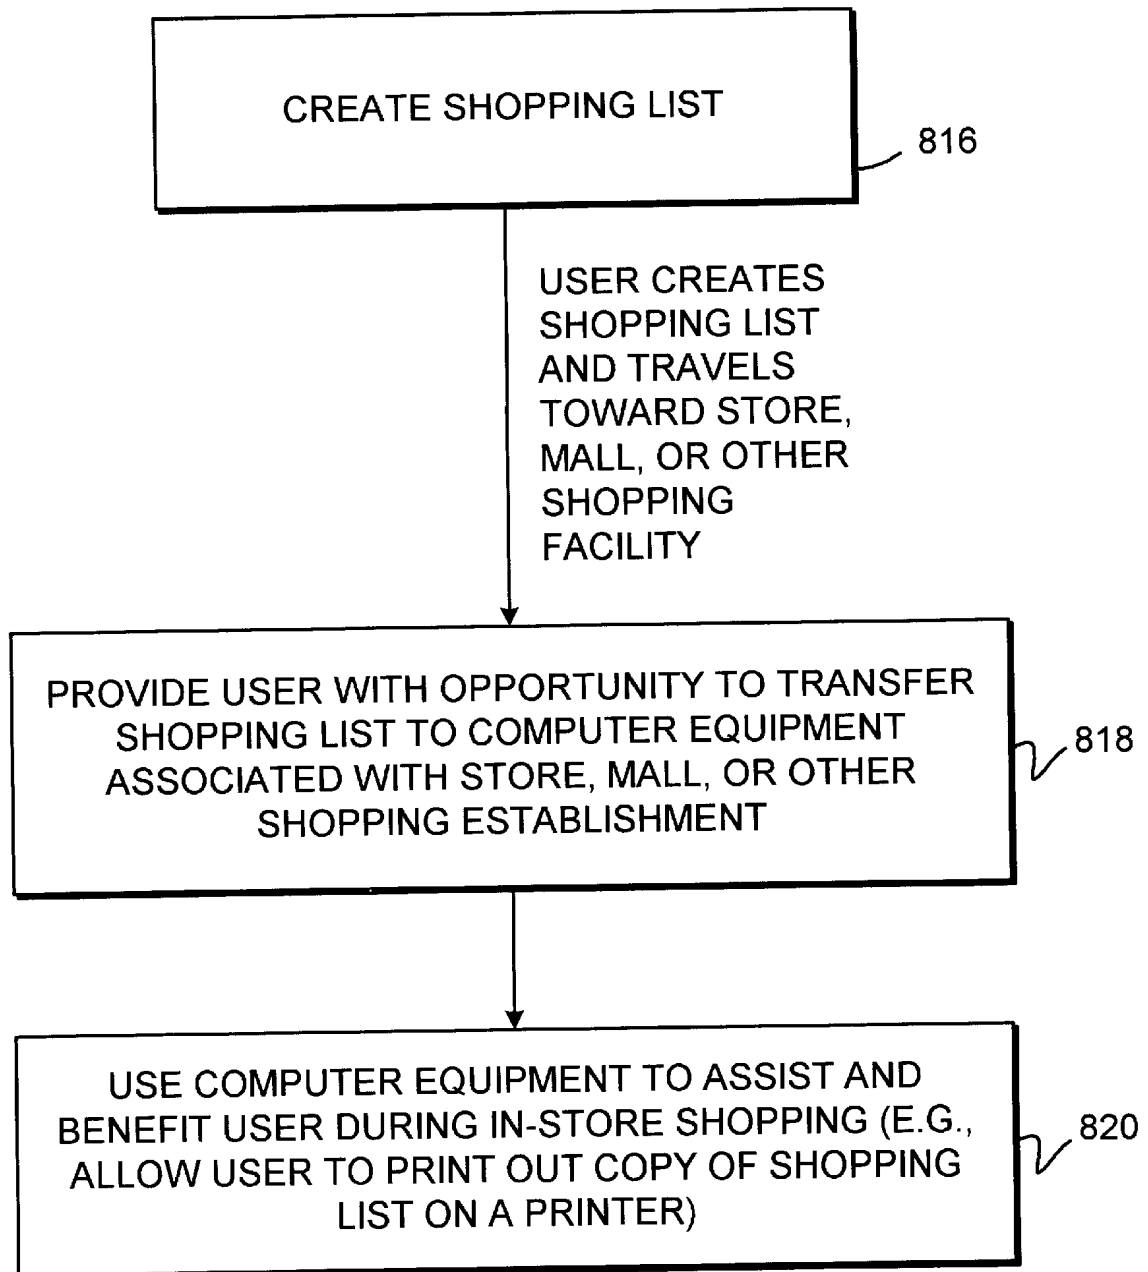 CREATE SHOPPING LIST
816
USER CREATES
SHOPPING LIST
AND TRAVELS
TOWARD STORE,
MALL, OR OTHER
SHOPPING
FACILITY
PROVIDE USER WITH OPPORTUNITY TO TRANSFER
SHOPPING LIST TO COMPUTER EQUIPMENT
ASSOCIATED WITH STORE, MALL, OR OTHER
SHOPPING ESTABLISHMENT
818
USE COMPUTER EQUIPMENT TO ASSIST AND
BENEFIT USER DURING IN-STORE SHOPPING (E.G.,
ALLOW USER TO PRINT OUT COPY OF SHOPPING
LIST ON A PRINTER)
820